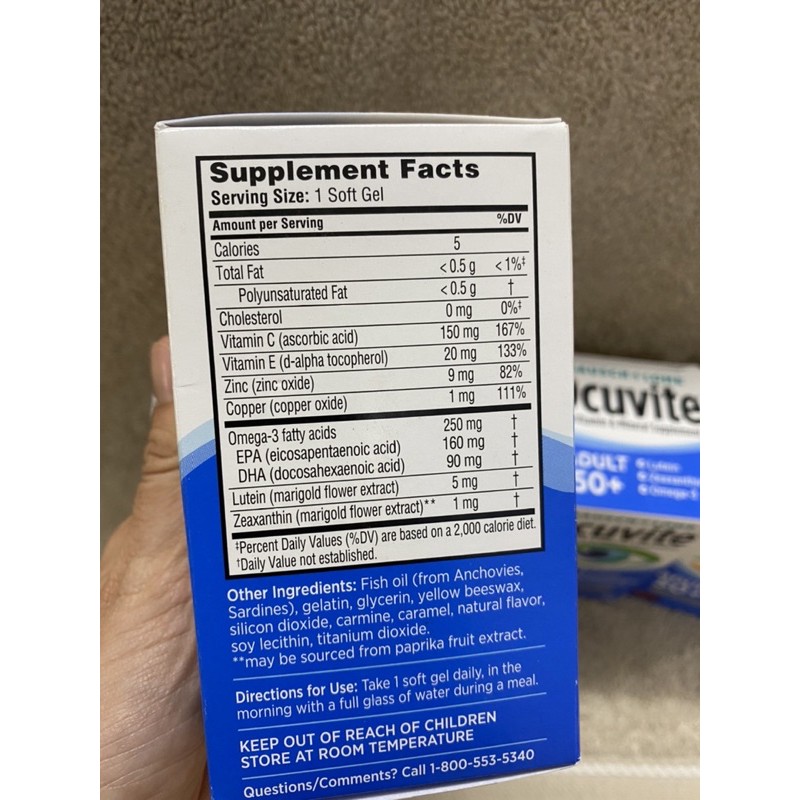 Supplement Facts
Serving Size: 1 Soft Gel
Amount per Serving %DV
Calories 5
Total Fat <0.5 g <1%‡
Polyunsaturated Fat <0.5 g †
Cholesterol 0 mg 0%‡
Vitamin C (ascorbic acid) 150 mg 167%
Vitamin E (d-alpha tocopherol) 20 mg 133%
Zinc (zinc oxide) 9 mg 82%
Copper (copper oxide) 1 mg 111%
Omega-3 fatty acids 250 mg †
EPA (eicosapentaenoic acid) 160 mg †
DHA (docosahexaenoic acid) 90 mg †
Lutein (marigold flower extract) 5 mg †
Zeaxanthin (marigold flower extract)** 1 mg †
‡Percent Daily Values (%DV) are based on a 2,000 calorie diet.
†Daily Value not established.
Other Ingredients: Fish oil (from Anchovies,
Sardines), gelatin, glycerin, yellow beeswax,
silicon dioxide, carmine, caramel, natural flavor,
soy lecithin, titanium dioxide.
**may be sourced from paprika fruit extract.
Directions for Use: Take 1 soft gel daily, in the
morning with a full glass of water during a meal.
KEEP OUT OF REACH OF CHILDREN
STORE AT ROOM TEMPERATURE
Questions/Comments? Call 1-800-553-5340
cuvite
DULT
50+
Lutein
Omega-3
cuvite